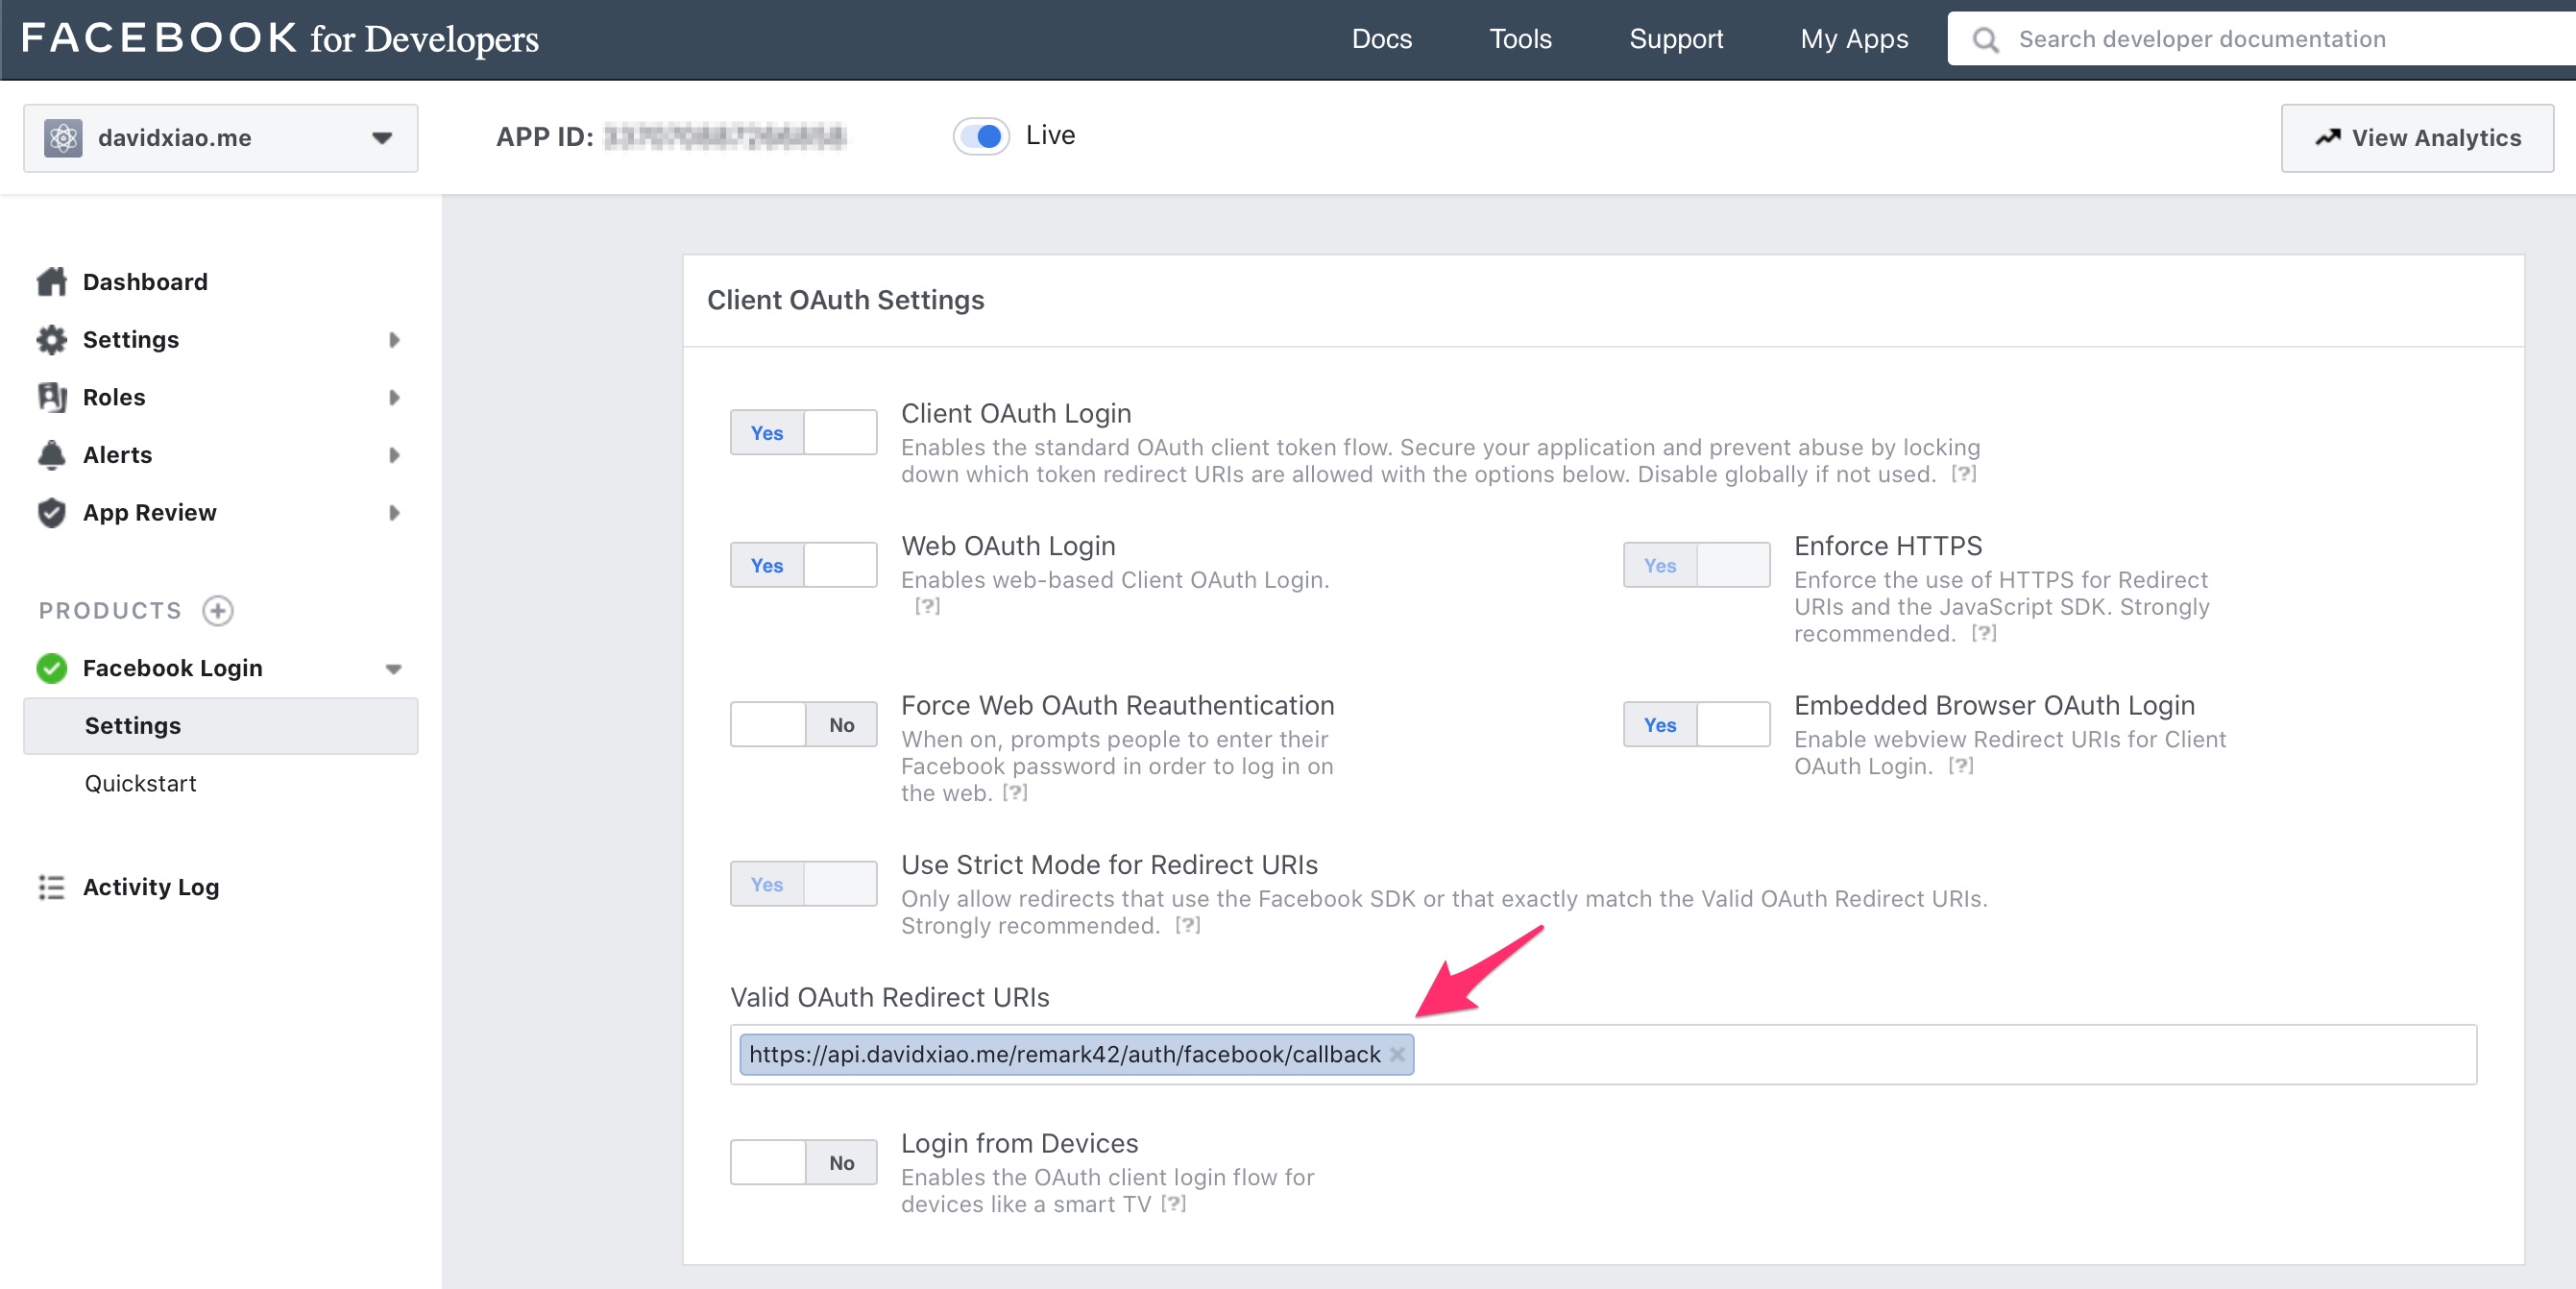 FACEBOOK for Developers
Docs
Tools
Support
My Apps
Search developer documentation
davidxiao.me
APP ID:
Live
View Analytics
Dashboard
Settings
Roles
Alerts
App Review
PRODUCTS
Facebook Login
Settings
Quickstart
Activity Log
Client OAuth Settings
Yes
Client OAuth Login
Enables the standard OAuth client token flow. Secure your application and prevent abuse by locking
down which token redirect URIs are allowed with the options below. Disable globally if not used. [?]
Yes
Web OAuth Login
Enables web-based Client OAuth Login.
[?]
Yes
Enforce HTTPS
Enforce the use of HTTPS for Redirect
URIs and the JavaScript SDK. Strongly
recommended. [?]
No
Force Web OAuth Reauthentication
When on, prompts people to enter their
Facebook password in order to log in on
the web. [?]
Yes
Embedded Browser OAuth Login
Enable webview Redirect URIs for Client
OAuth Login. [?]
Yes
Use Strict Mode for Redirect URIs
Only allow redirects that use the Facebook SDK or that exactly match the Valid OAuth Redirect URIs.
Strongly recommended. [?]
Valid OAuth Redirect URIs
https://api.davidxiao.me/remark42/auth/facebook/callback
No
Login from Devices
Enables the OAuth client login flow for
devices like a smart TV [?]